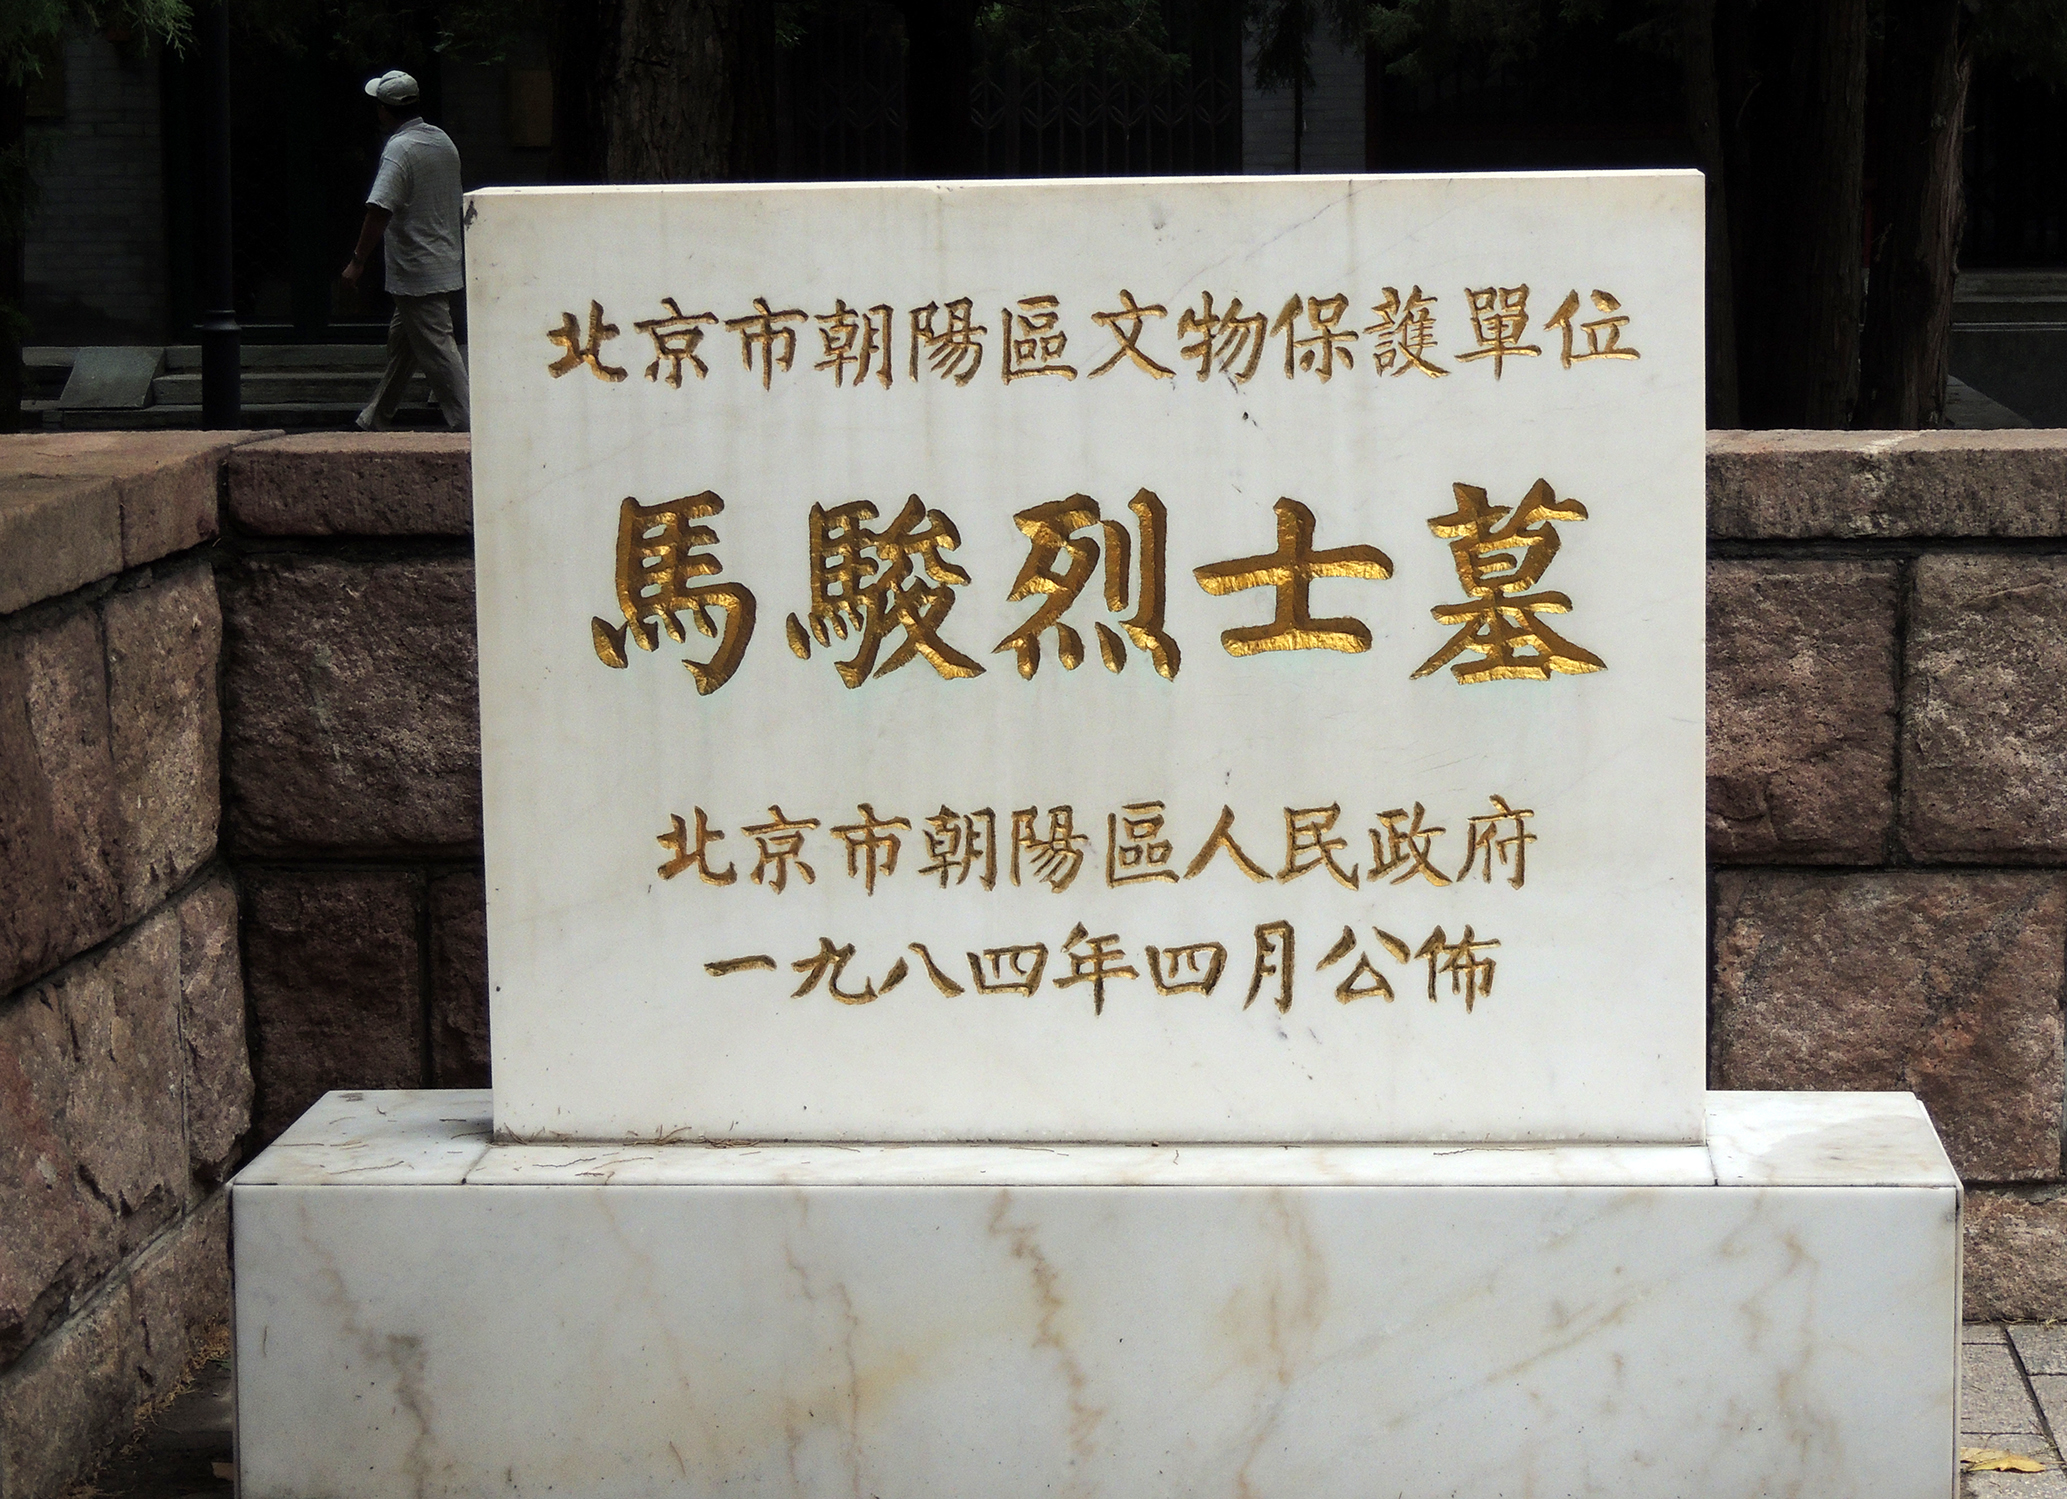 北京市朝陽區文物保護單位
馬駿烈士墓
北京市朝陽區人民政府
一九八四年四月公佈